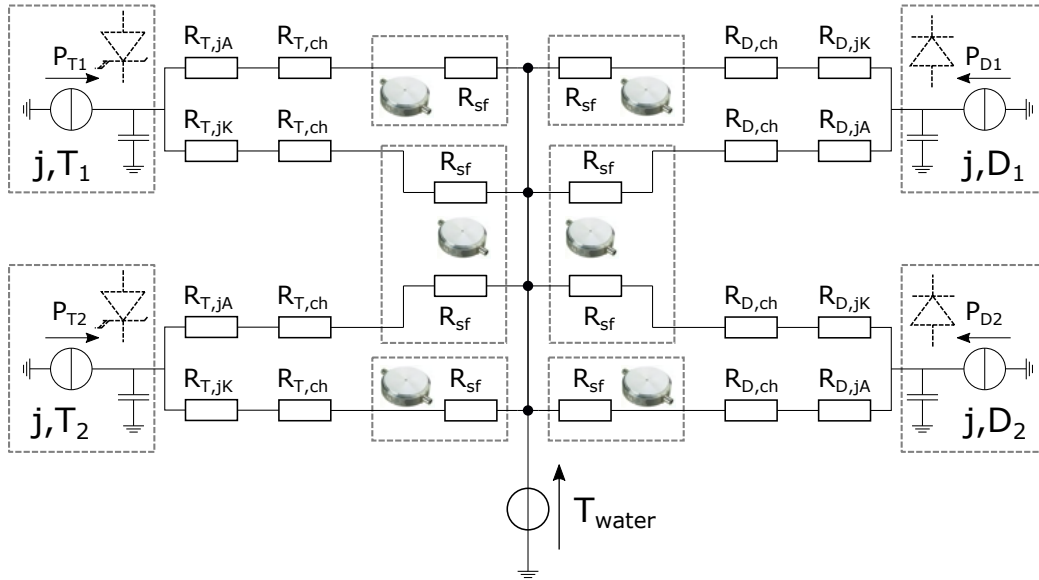 R_T,jA R_T,ch R_D,ch R_D,jK
P_T1 P_D1
R_sf R_sf
R_T,jK R_T,ch R_D,ch R_D,jA
j,T_1 j,D_1
R_sf R_sf
R_T,jA R_T,ch R_D,ch R_D,jK
P_T2 P_D2
R_sf R_sf
R_T,jK R_T,ch R_sf R_sf R_D,ch R_D,jA
j,T_2 j,D_2
T_water